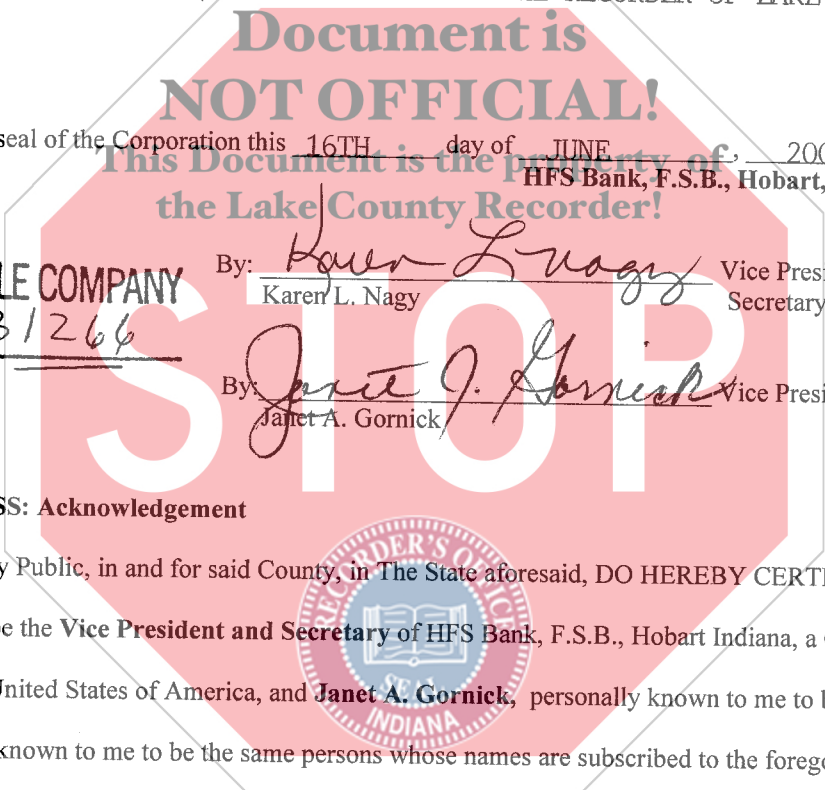 Document is
NOT OFFICIAL!
seal of the Corporation this 16TH day of JUNE, 200
This Document is the property of
HFS Bank, F.S.B., Hobart,
the Lake County Recorder!
By: Karen L Nagy Vice Presi
LE COMPANY
Karen L. Nagy Secretary
31266
STOP
By: Janet A. Gornick Vice Presi
Janet A. Gornick
SS: Acknowledgement
y Public, in and for said County, in The State aforesaid, DO HEREBY CERTI
RECORDER'S OFFICE
e the Vice President and Secretary of HFS Bank, F.S.B., Hobart Indiana, a
SEAL
United States of America, and Janet A. Gornick, personally known to me to b
INDIANA
known to me to be the same persons whose names are subscribed to the forego